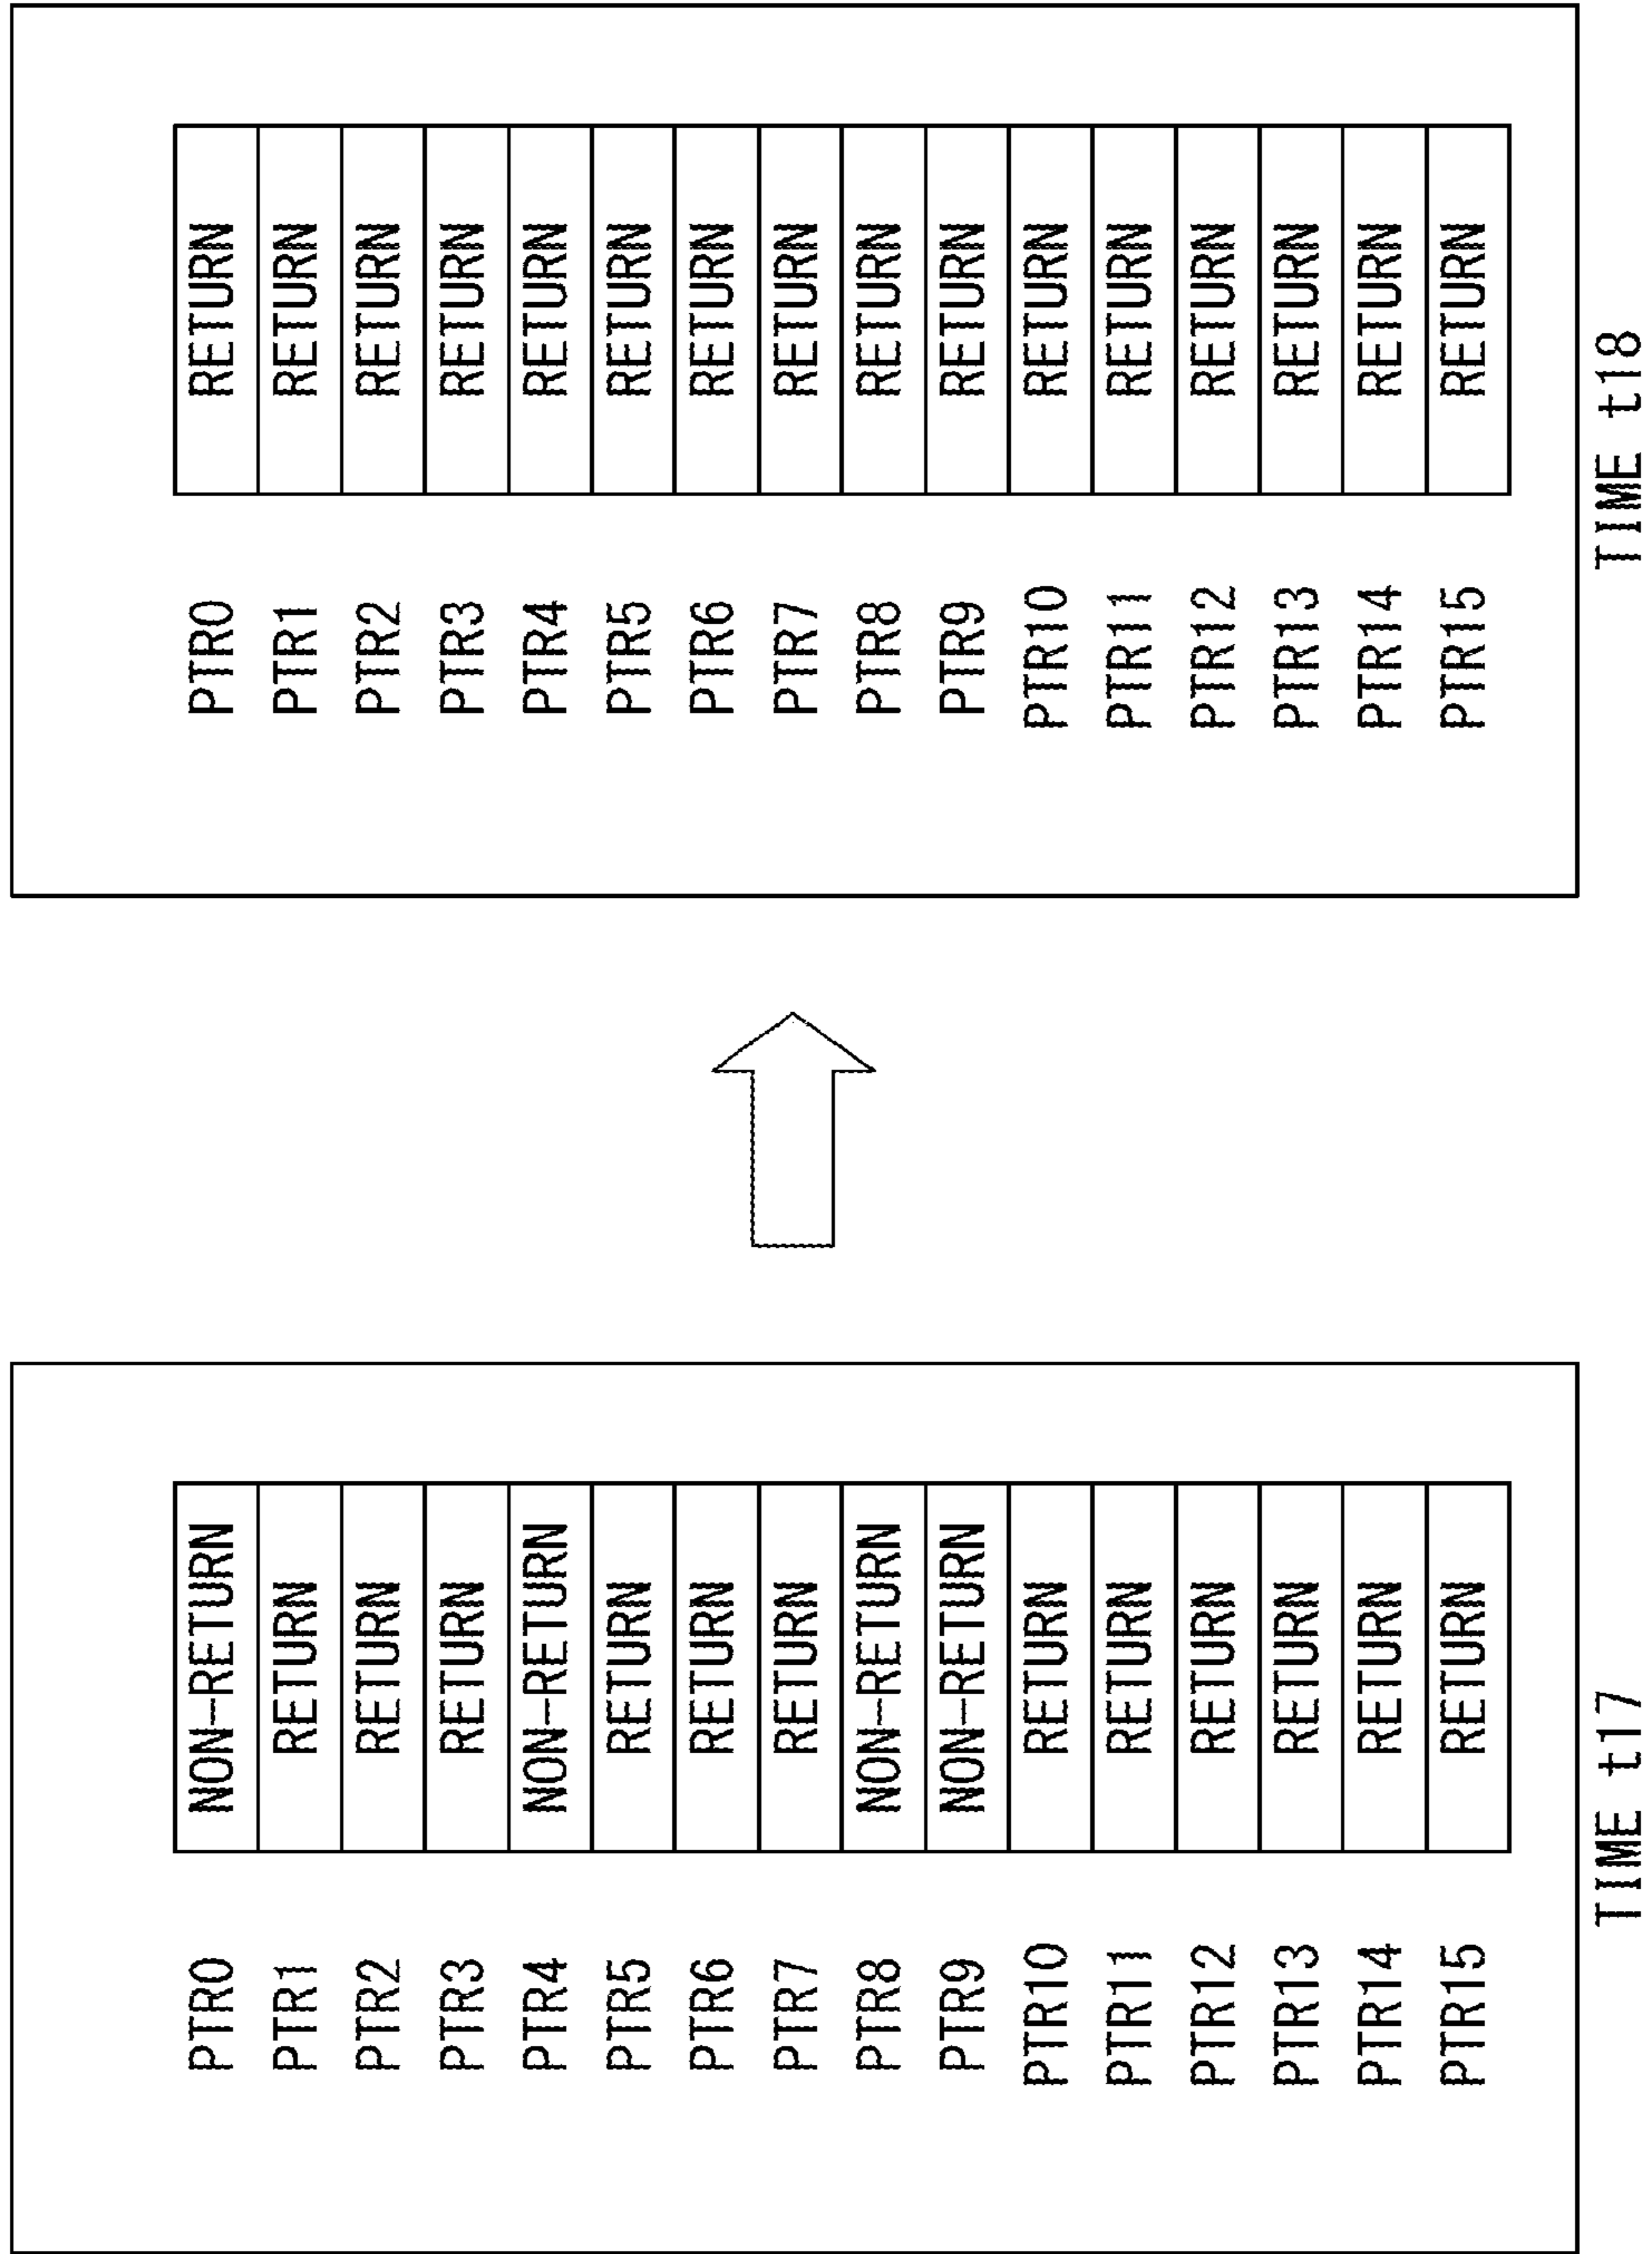 PTR0 NON-RETURN
PTR1 RETURN
PTR2 RETURN
PTR3 RETURN
PTR4 NON-RETURN
PTR5 RETURN
PTR6 RETURN
PTR7 RETURN
PTR8 NON-RETURN
PTR9 NON-RETURN
PTR10 RETURN
PTR11 RETURN
PTR12 RETURN
PTR13 RETURN
PTR14 RETURN
PTR15 RETURN
TIME t17
PTR0 RETURN
PTR1 RETURN
PTR2 RETURN
PTR3 RETURN
PTR4 RETURN
PTR5 RETURN
PTR6 RETURN
PTR7 RETURN
PTR8 RETURN
PTR9 RETURN
PTR10 RETURN
PTR11 RETURN
PTR12 RETURN
PTR13 RETURN
PTR14 RETURN
PTR15 RETURN
TIME t18